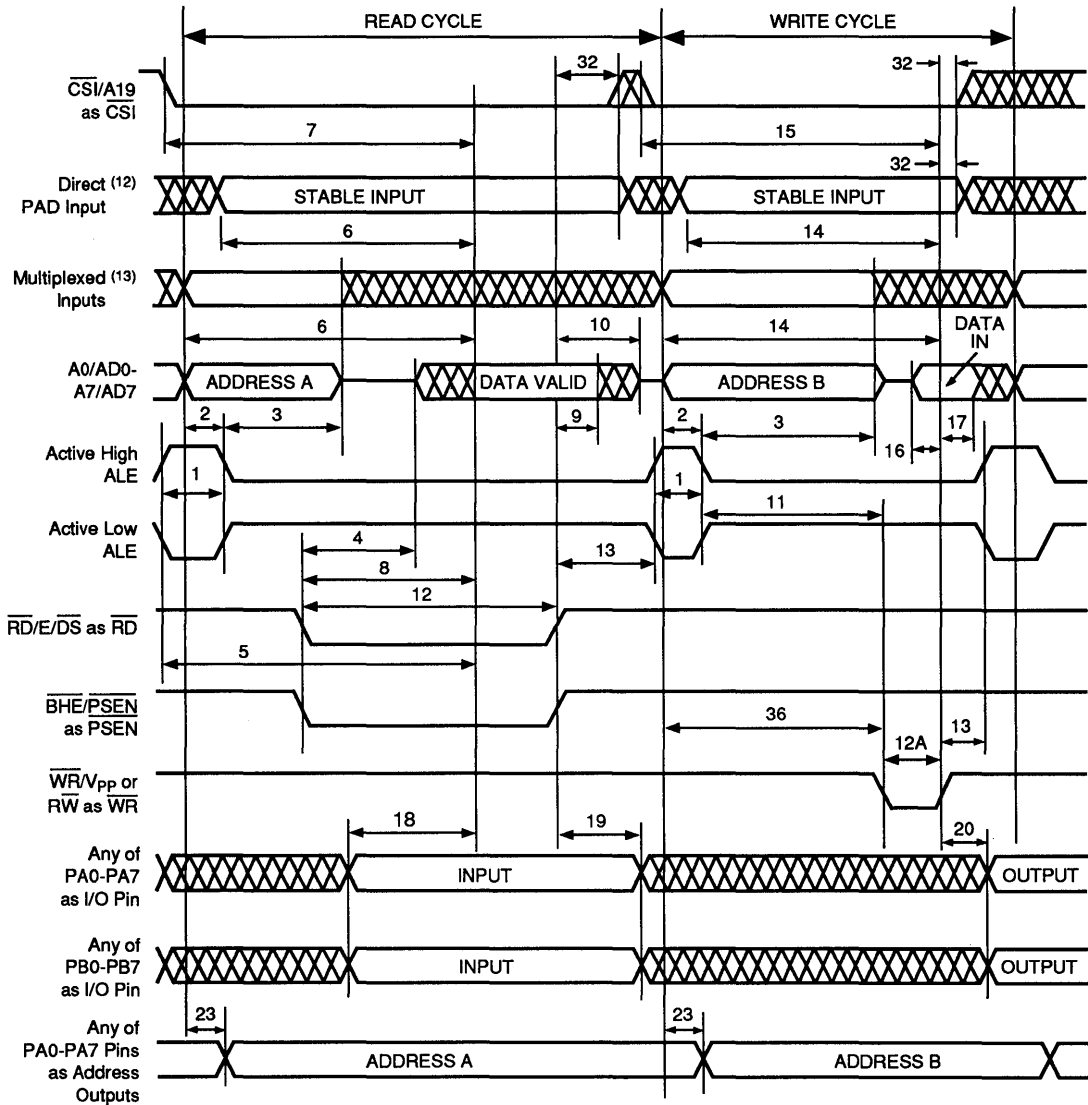 READ CYCLE
WRITE CYCLE
CSI/A19
as CSI
32
32
7
15
Direct (12)
PAD Input
STABLE INPUT
STABLE INPUT
32
6
14
Multiplexed (13)
Inputs
6
10
14
DATA
IN
A0/AD0-
A7/AD7
ADDRESS A
DATA VALID
ADDRESS B
2
3
9
2
3
16
17
Active High
ALE
1
1
11
Active Low
ALE
4
13
8
12
RD/E/DS as RD
5
BHE/PSEN
as PSEN
36
12A
13
WR/VPP or
RW as WR
18
19
20
Any of
PA0-PA7
as I/O Pin
INPUT
OUTPUT
Any of
PB0-PB7
as I/O Pin
INPUT
OUTPUT
23
23
Any of
PA0-PA7 Pins
as Address
Outputs
ADDRESS A
ADDRESS B